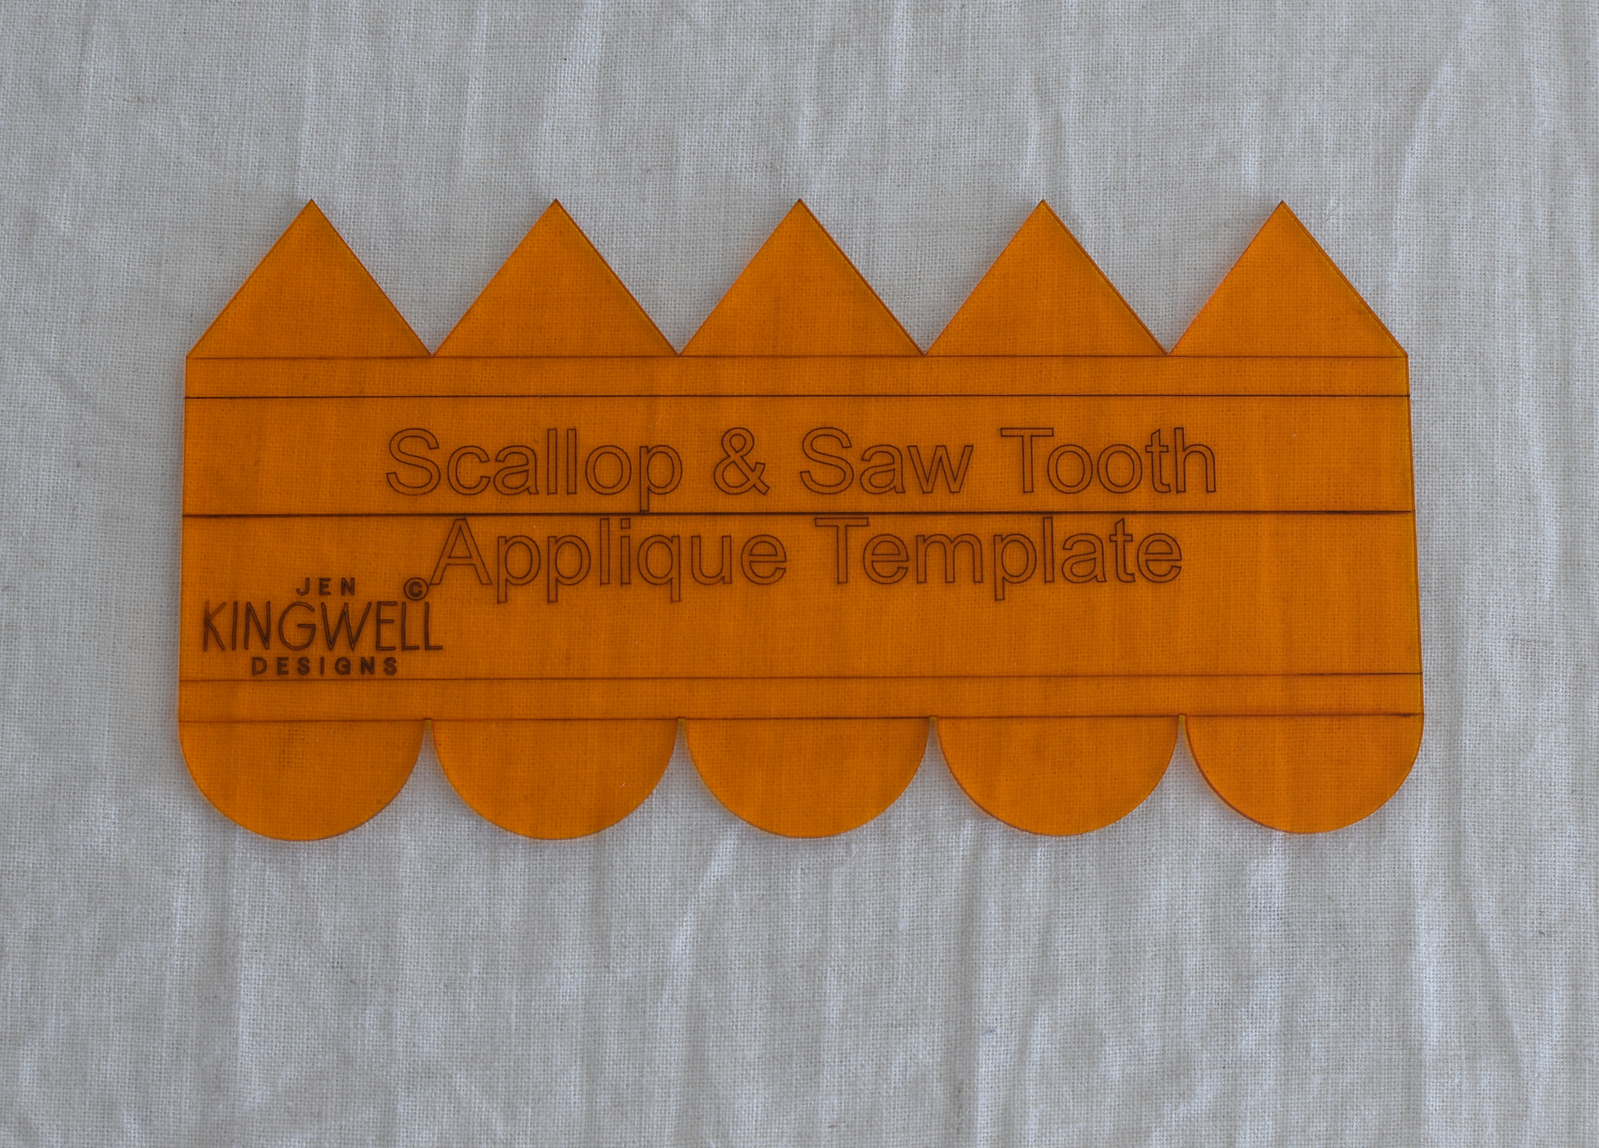 Scallop & Saw Tooth
Applique Template
JEN ©
KINGWELL
DESIGNS